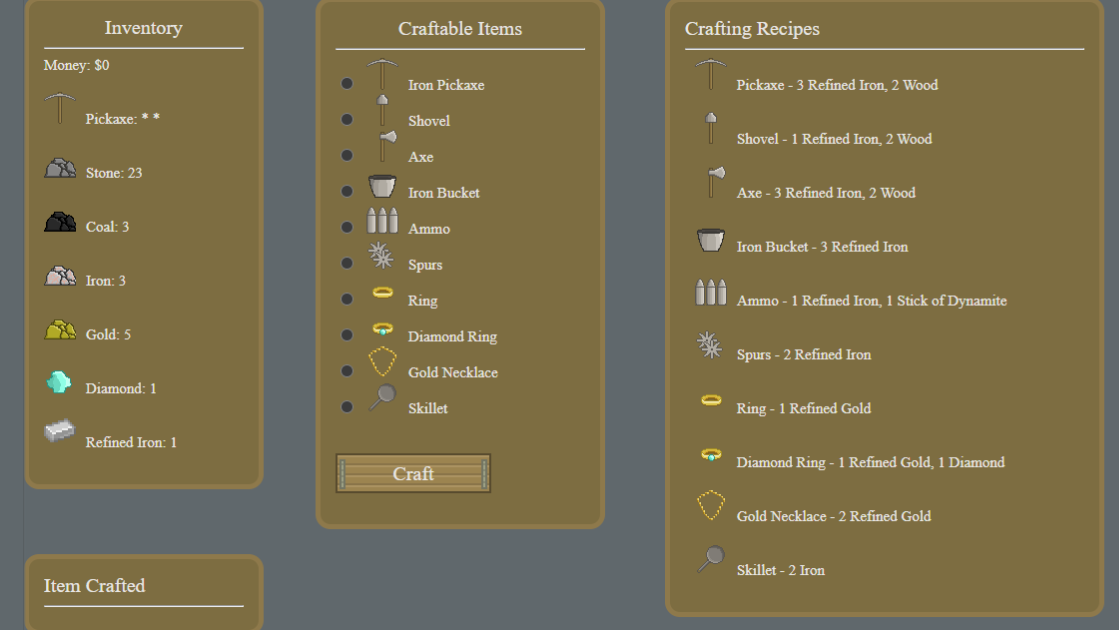 Inventory
Money: $0
Pickaxe: * *
Stone: 23
Coal: 3
Iron: 3
Gold: 5
Diamond: 1
Refined Iron: 1
Item Crafted
Craftable Items
Iron Pickaxe
Shovel
Axe
Iron Bucket
Ammo
Spurs
Ring
Diamond Ring
Gold Necklace
Skillet
Craft
Crafting Recipes
Pickaxe - 3 Refined Iron, 2 Wood
Shovel - 1 Refined Iron, 2 Wood
Axe - 3 Refined Iron, 2 Wood
Iron Bucket - 3 Refined Iron
Ammo - 1 Refined Iron, 1 Stick of Dynamite
Spurs - 2 Refined Iron
Ring - 1 Refined Gold
Diamond Ring - 1 Refined Gold, 1 Diamond
Gold Necklace - 2 Refined Gold
Skillet - 2 Iron